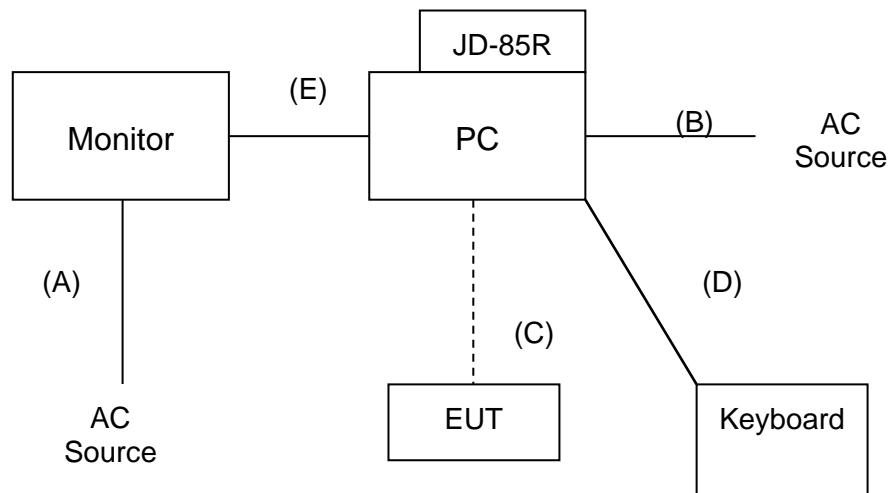 JD-85R
(E)
Monitor
PC
(B)
AC
Source
(A)
(D)
(C)
AC
Source
EUT
Keyboard